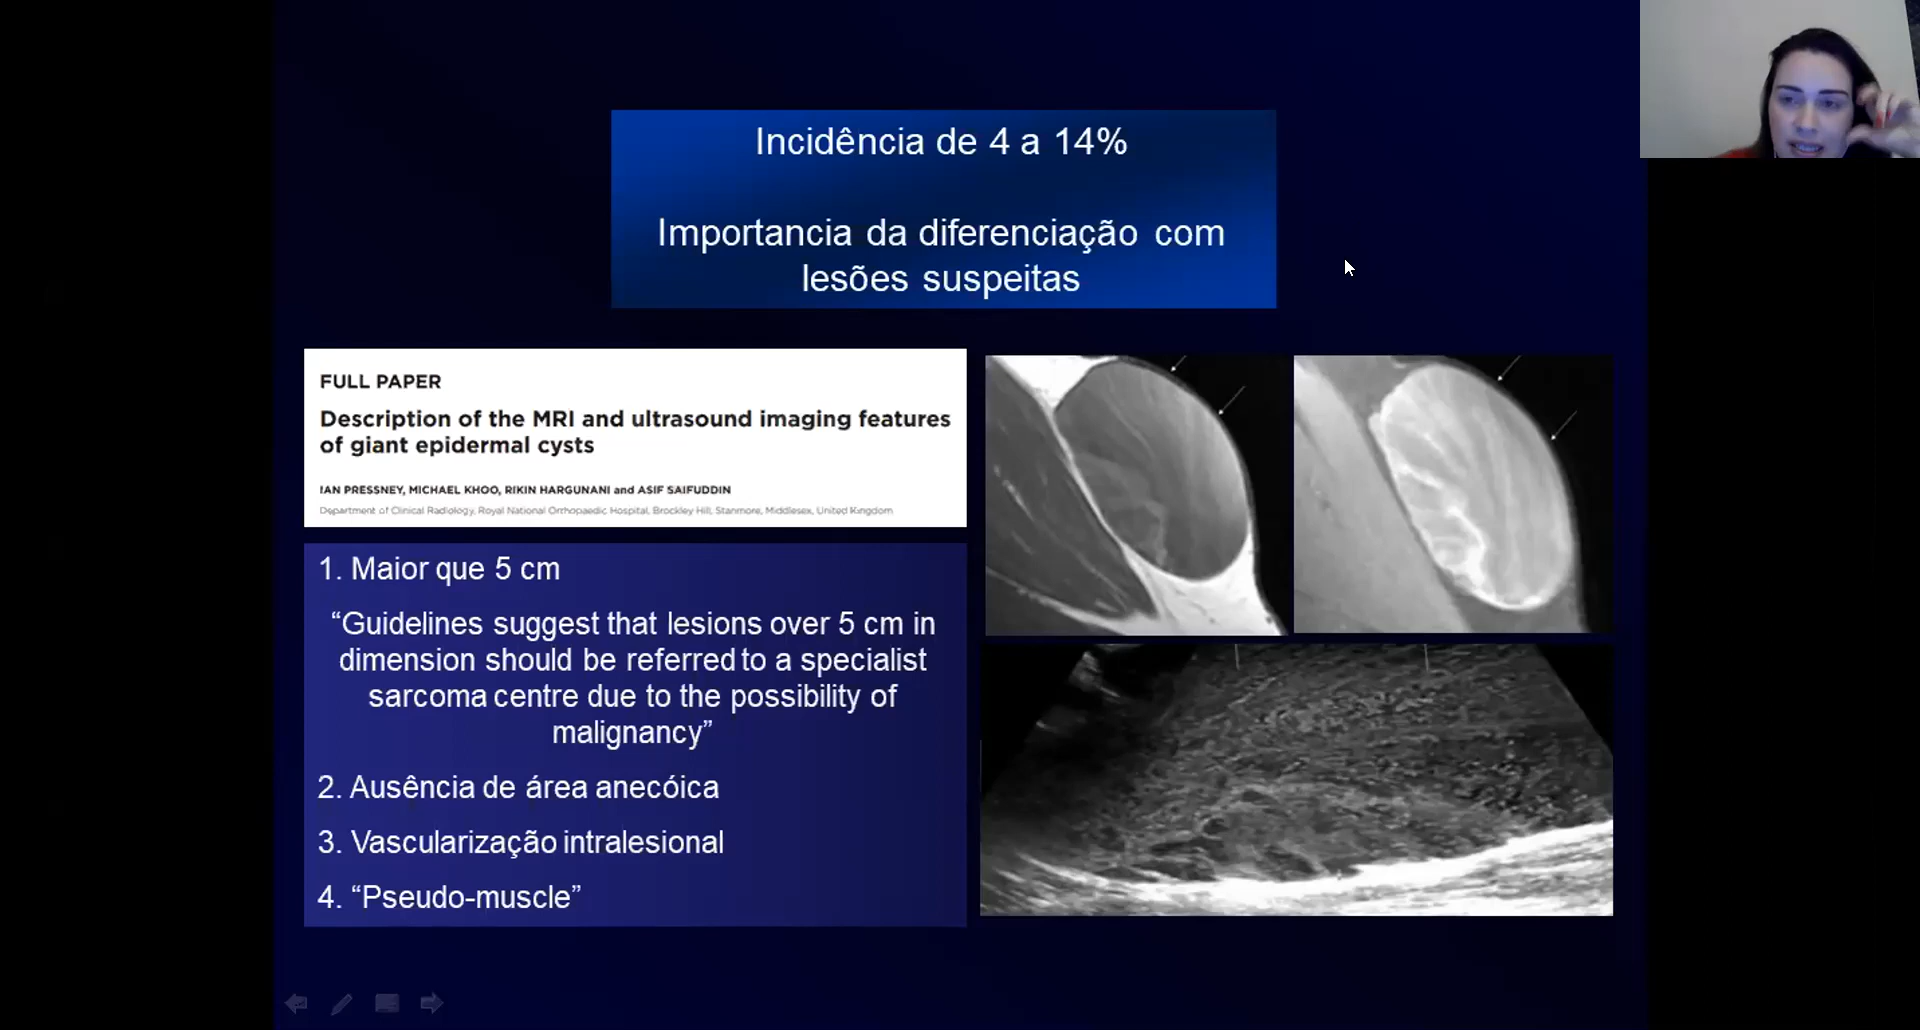 Incidência de 4 a 14%
Importancia da diferenciação com
lesões suspeitas
FULL PAPER
Description of the MRI and ultrasound imaging features
of giant epidermal cysts
IAN PRESSNEY, MICHAEL KHOO, RIKIN HARGUNANI and ASIF SAIFUDDIN
Department of Clinical Radiology, Royal National Orthopaedic Hospital, Brockley Hill, Stanmore, Middlesex, United Kingdom
1. Maior que 5 cm
“Guidelines suggest that lesions over 5 cm in
dimension should be referred to a specialist
sarcoma centre due to the possibility of
malignancy”
2. Ausência de área anecóica
3. Vascularização intralesional
4. “Pseudo-muscle”